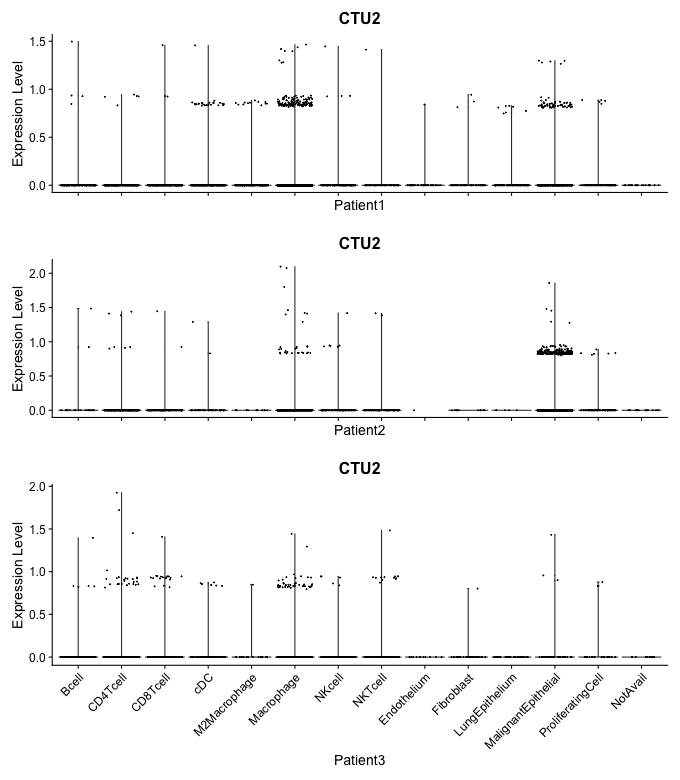 CTU2
Expression Level
1.5
1.0
0.5
0.0
Patient1
CTU2
Expression Level
2.0
1.5
1.0
0.5
0.0
Patient2
CTU2
Expression Level
2.0
1.5
1.0
0.5
0.0
Bcell
CD4Tcell
CD8Tcell
cDC
M2Macrophage
Macrophage
NKcell
NKTcell
Endothelium
Fibroblast
LungEpithelium
MalignantEpithelial
ProliferatingCell
NotAvail
Patient3